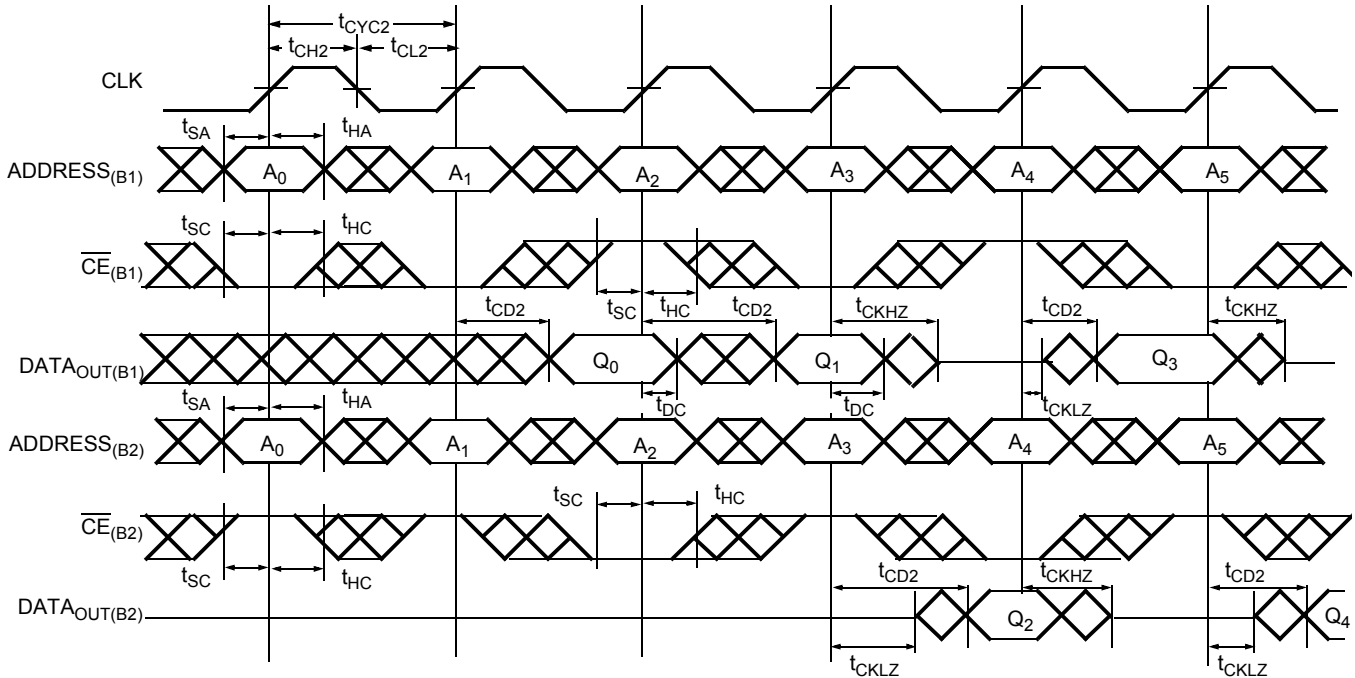 tCYC2
tCH2 tCL2
CLK
tSA tHA
ADDRESS(B1) A0 A1 A2 A3 A4 A5
tSC tHC
CE(B1)
tSC tHC
tCD2 tCD2 tCKHZ tCD2 tCKHZ
DATAOUT(B1) Q0 Q1 Q3
tSA tHA tDC tDC tCKLZ
ADDRESS(B2) A0 A1 A2 A3 A4 A5
tSC tHC
CE(B2)
tSC tHC tCD2 tCKHZ tCD2
DATAOUT(B2) Q2 Q4
tCKLZ tCKLZ